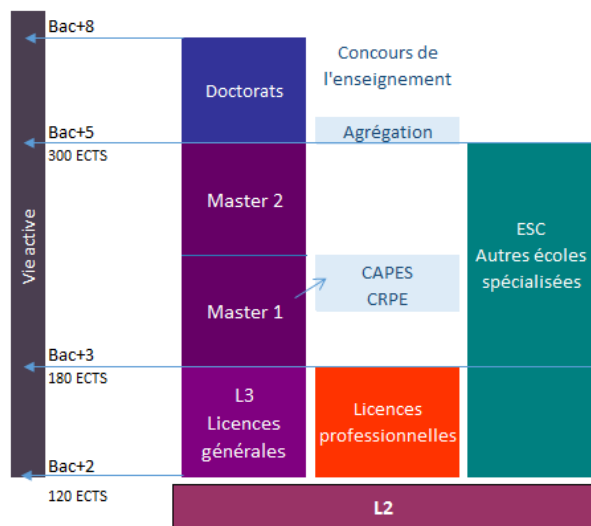 Bac+8
Concours de
l'enseignement
Doctorats
Agrégation
Bac+5
300 ECTS
Master 2
ESC
Autres écoles
spécialisées
Vie active
CAPES
CRPE
Master 1
Bac+3
180 ECTS
L3
Licences
générales
Licences
professionnelles
Bac+2
120 ECTS
L2